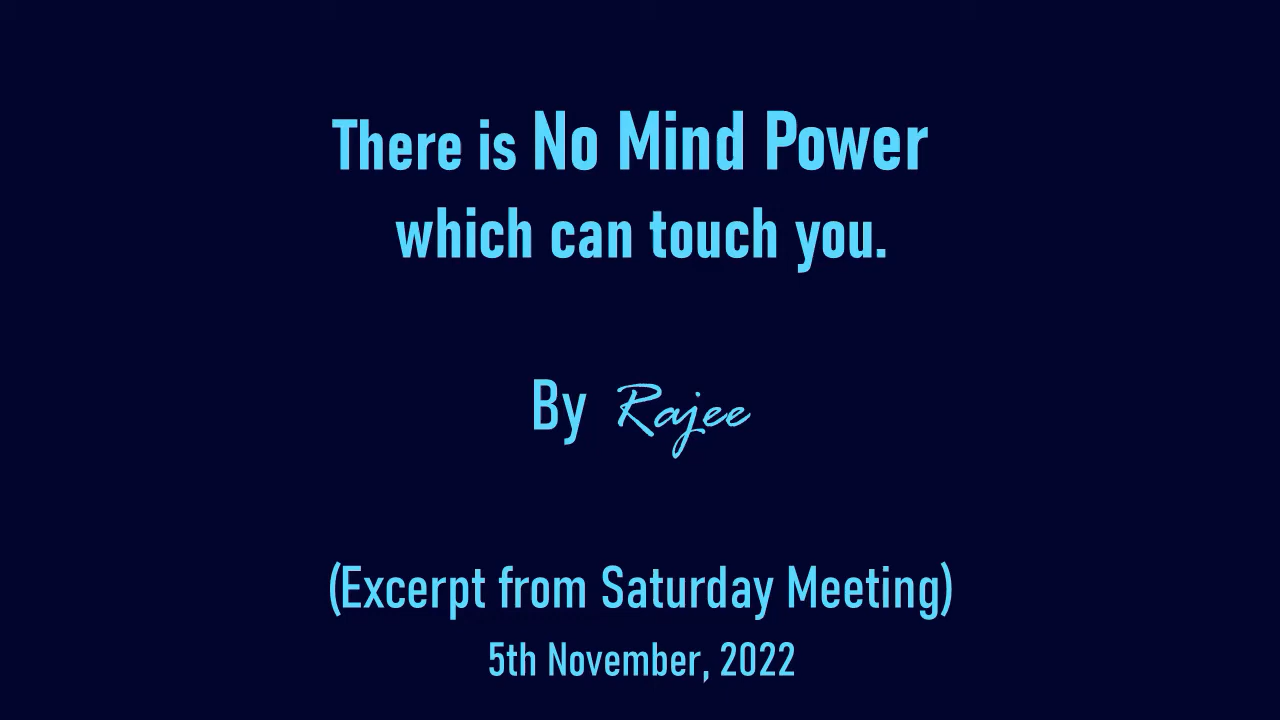 There is No Mind Power
which can touch you.
By Rajee
(Excerpt from Saturday Meeting)
5th November, 2022